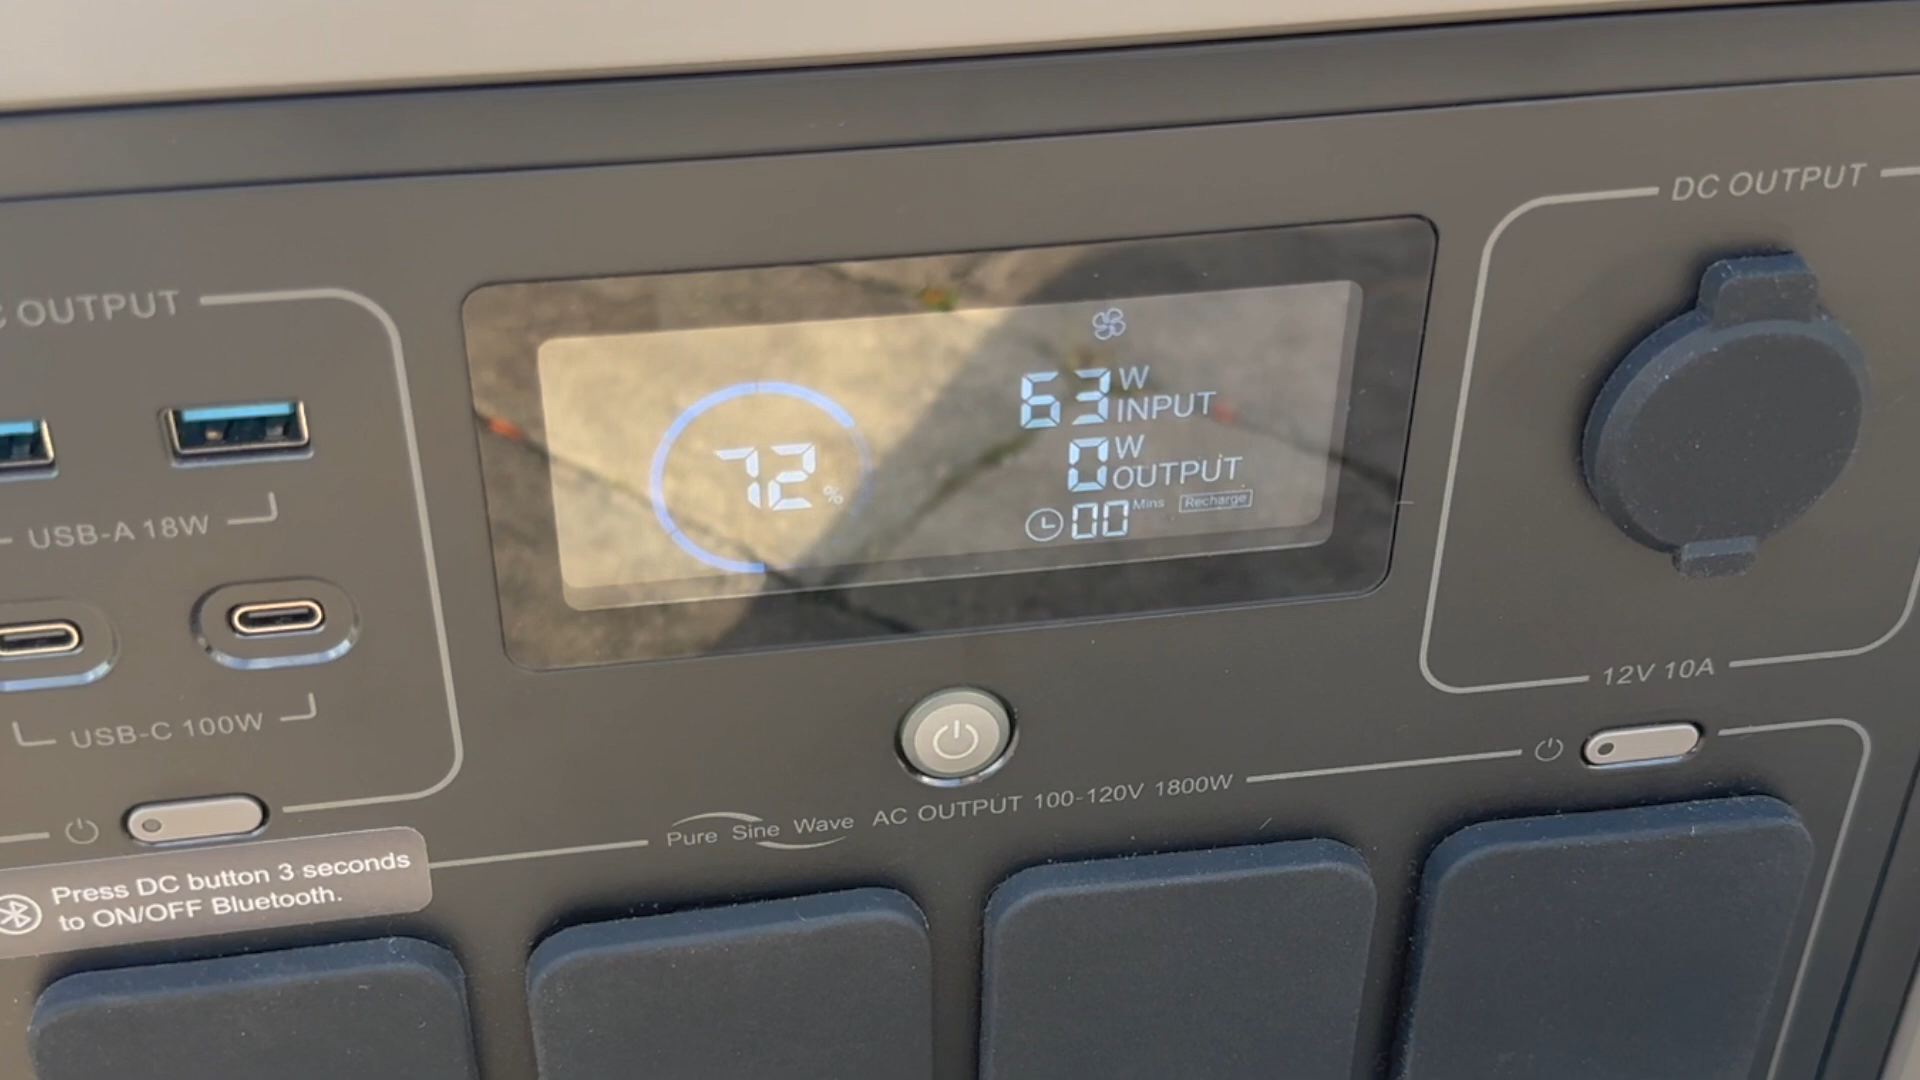 DC OUTPUT
OUTPUT
63 W
INPUT
72 %
0 W
OUTPUT
00 Mins Recharge
USB-A 18W
12V 10A
USB-C 100W
Pure Sine Wave AC OUTPUT 100-120V 1800W
Press DC button 3 seconds
to ON/OFF Bluetooth.